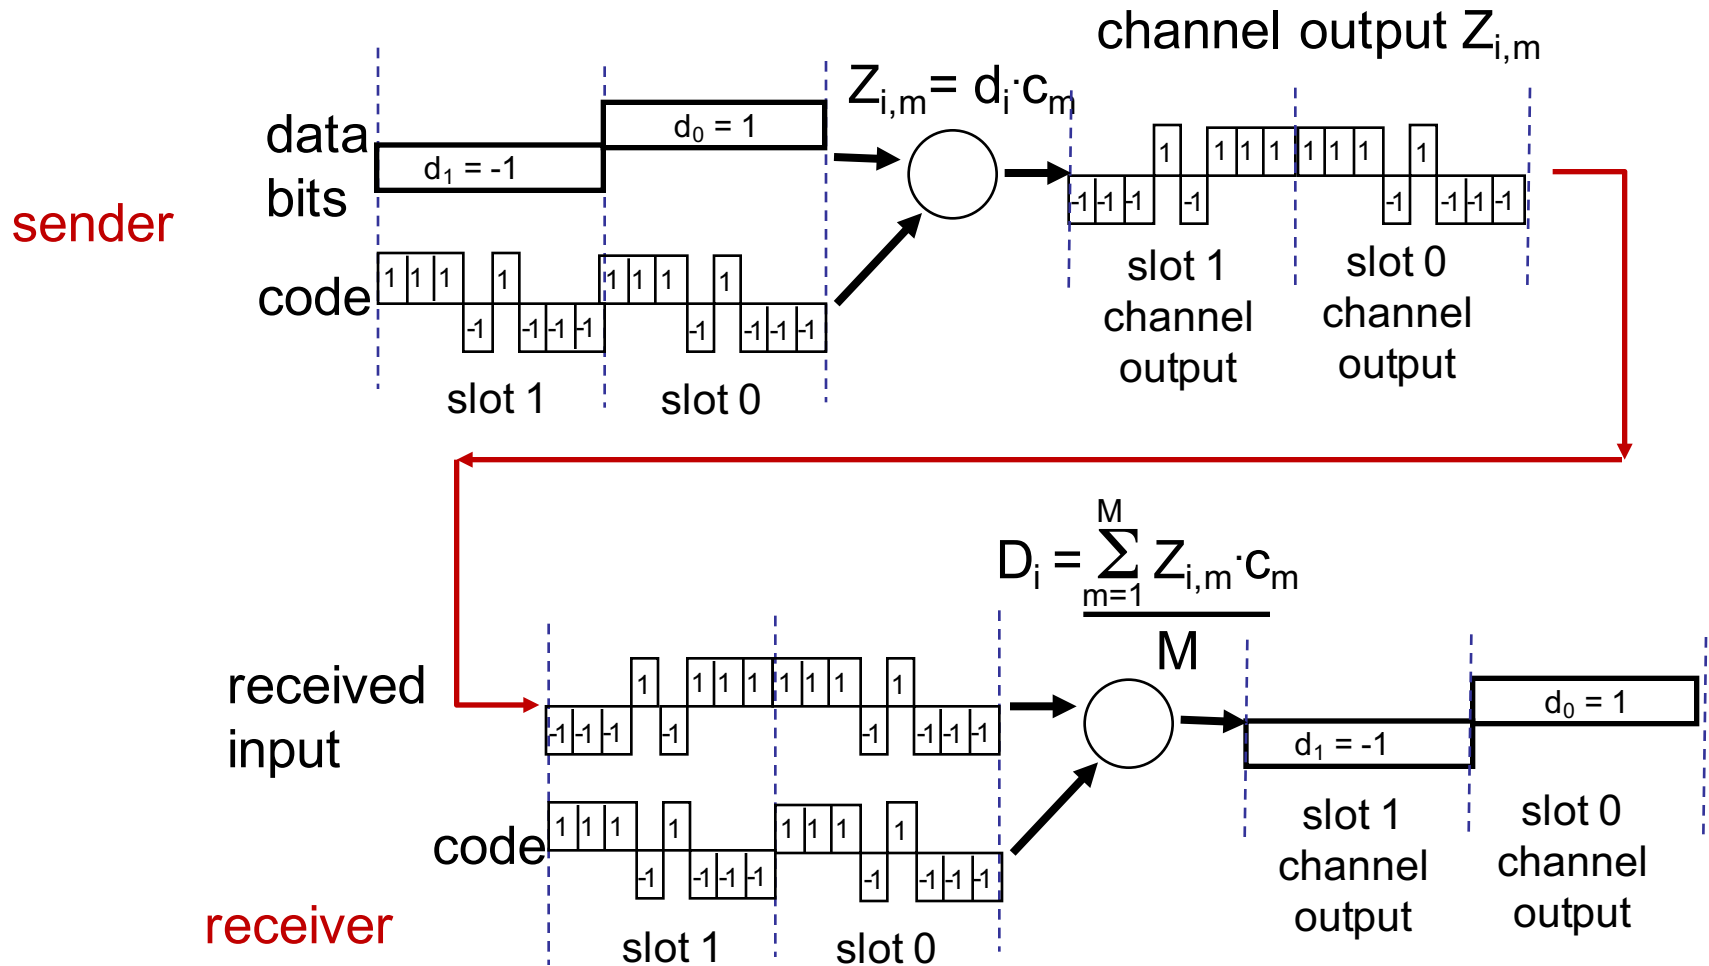 channel output Z_{i,m}
Z_{i,m} = d_i·c_m
data bits
d_0 = 1
d_1 = -1
sender
code
1 1 1 -1 1 -1 -1 -1 1 1 1 -1 1 -1 -1 -1
slot 1
slot 0
-1 -1 -1 1 -1 1 1 1 1 1 1 -1 1 -1 -1 -1
slot 1
channel
output
slot 0
channel
output
D_i = Σ_{m=1}^{M} Z_{i,m}·c_m
M
received
input
-1 -1 -1 1 -1 1 1 1 1 1 1 -1 1 -1 -1 -1
code
1 1 1 -1 1 -1 -1 -1 1 1 1 -1 1 -1 -1 -1
receiver
slot 1
slot 0
d_0 = 1
d_1 = -1
slot 1
channel
output
slot 0
channel
output